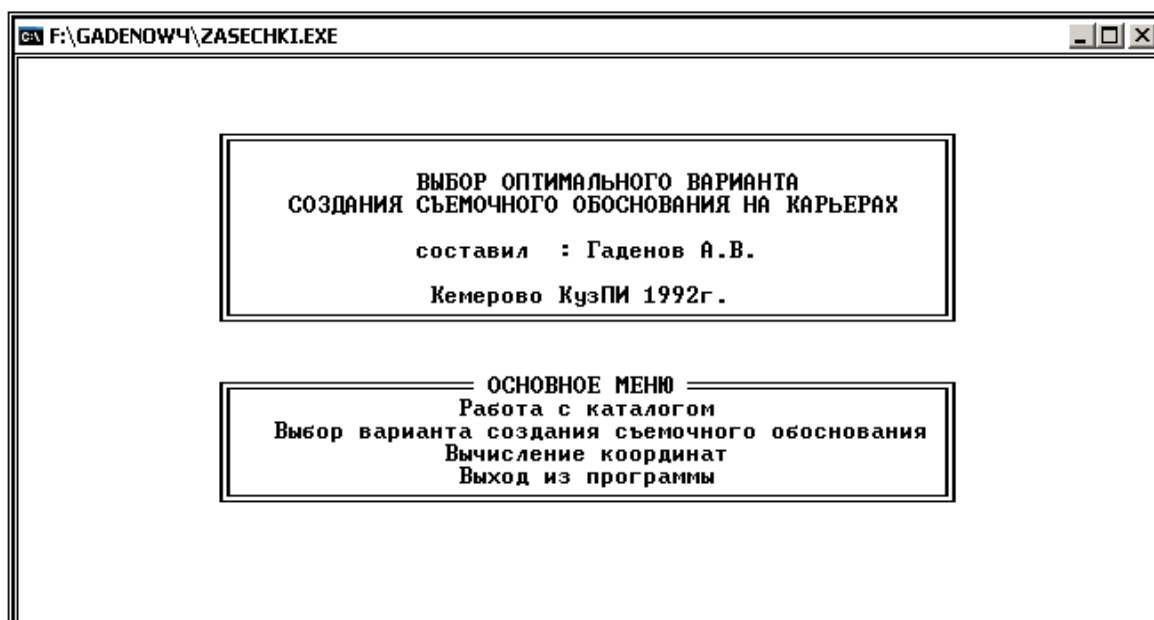 F:\GADENOW4\ZASECHKI.EXE
ВЫБОР ОПТИМАЛЬНОГО ВАРИАНТА
СОЗДАНИЯ СЪЕМОЧНОГО ОБОСНОВАНИЯ НА КАРЬЕРАХ
составил : Гаденов А.В.
Кемерово КузПИ 1992г.
ОСНОВНОЕ МЕНЮ
Работа с каталогом
Выбор варианта создания съемочного обоснования
Вычисление координат
Выход из программы